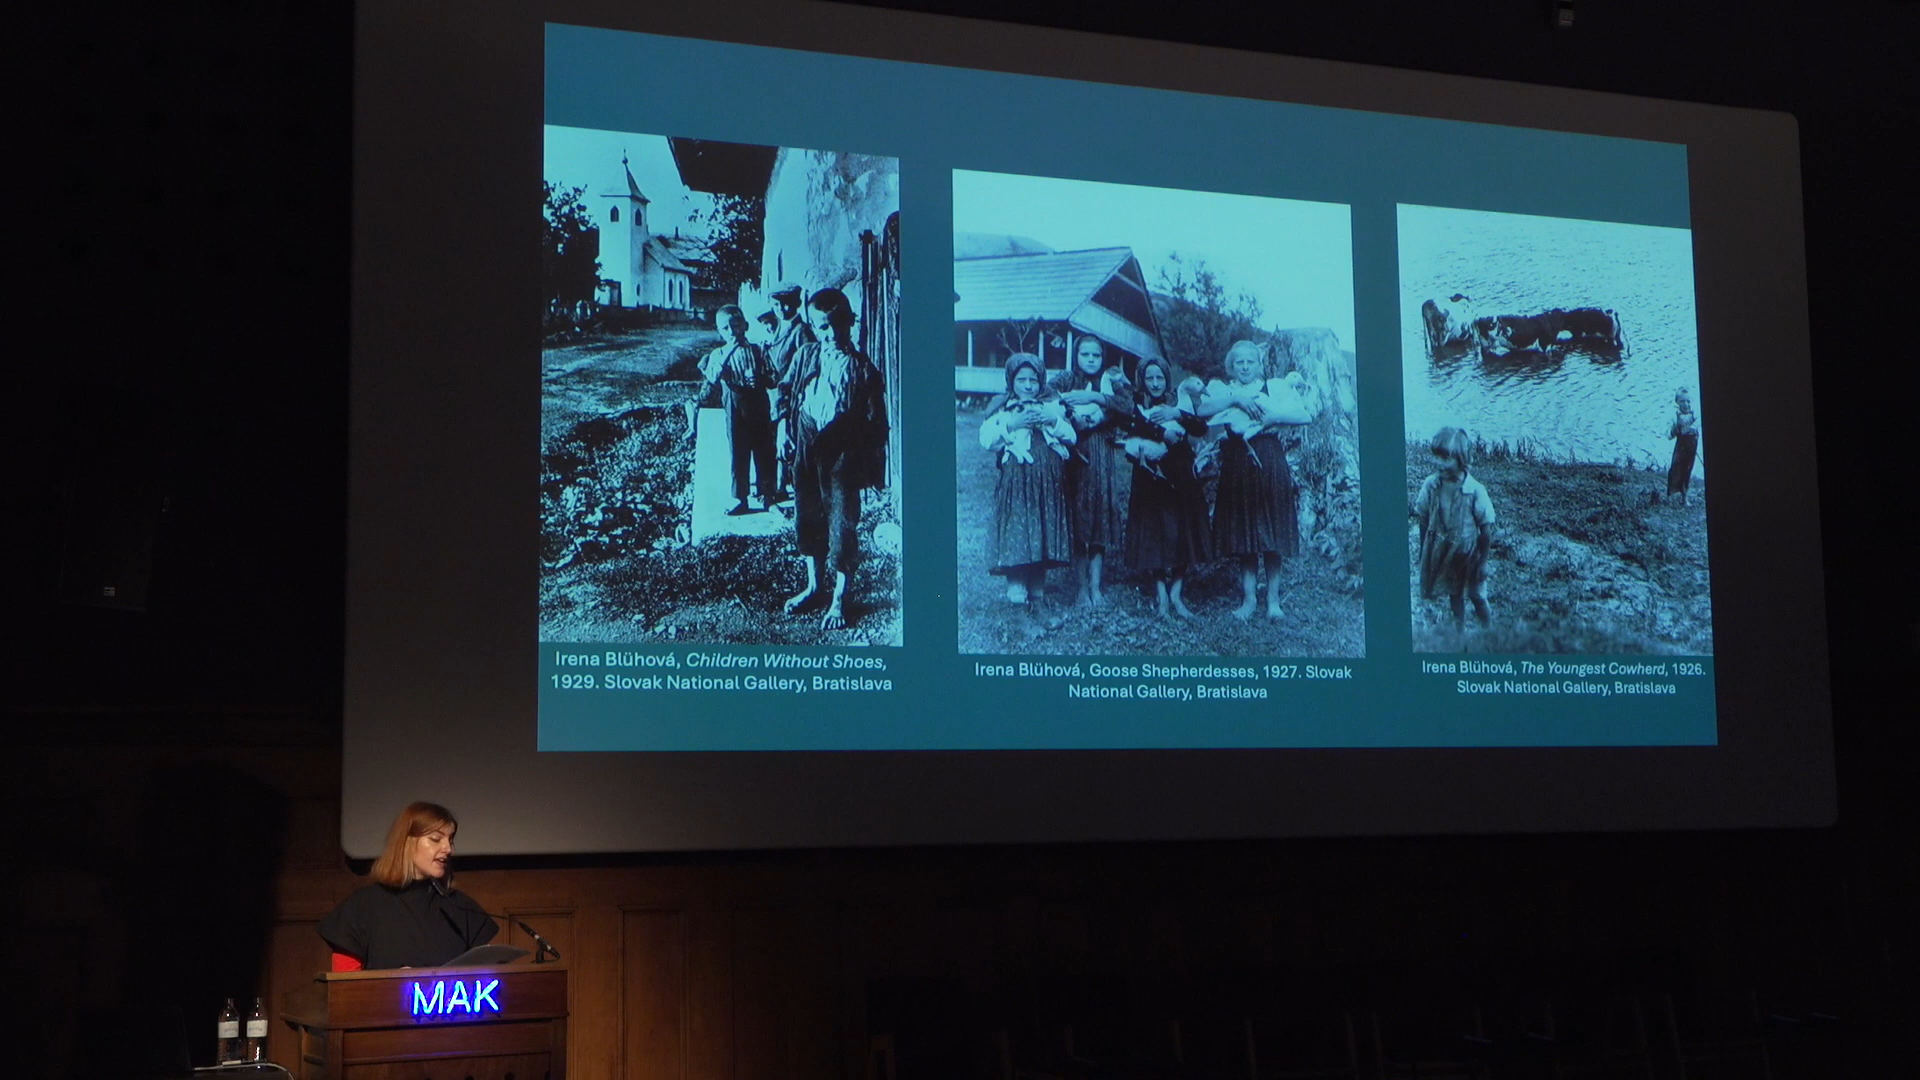 Irena Blühová, Children Without Shoes,
1929. Slovak National Gallery, Bratislava
Irena Blühová, Goose Shepherdesses, 1927. Slovak
National Gallery, Bratislava
Irena Blühová, The Youngest Cowherd, 1926.
Slovak National Gallery, Bratislava
MAK